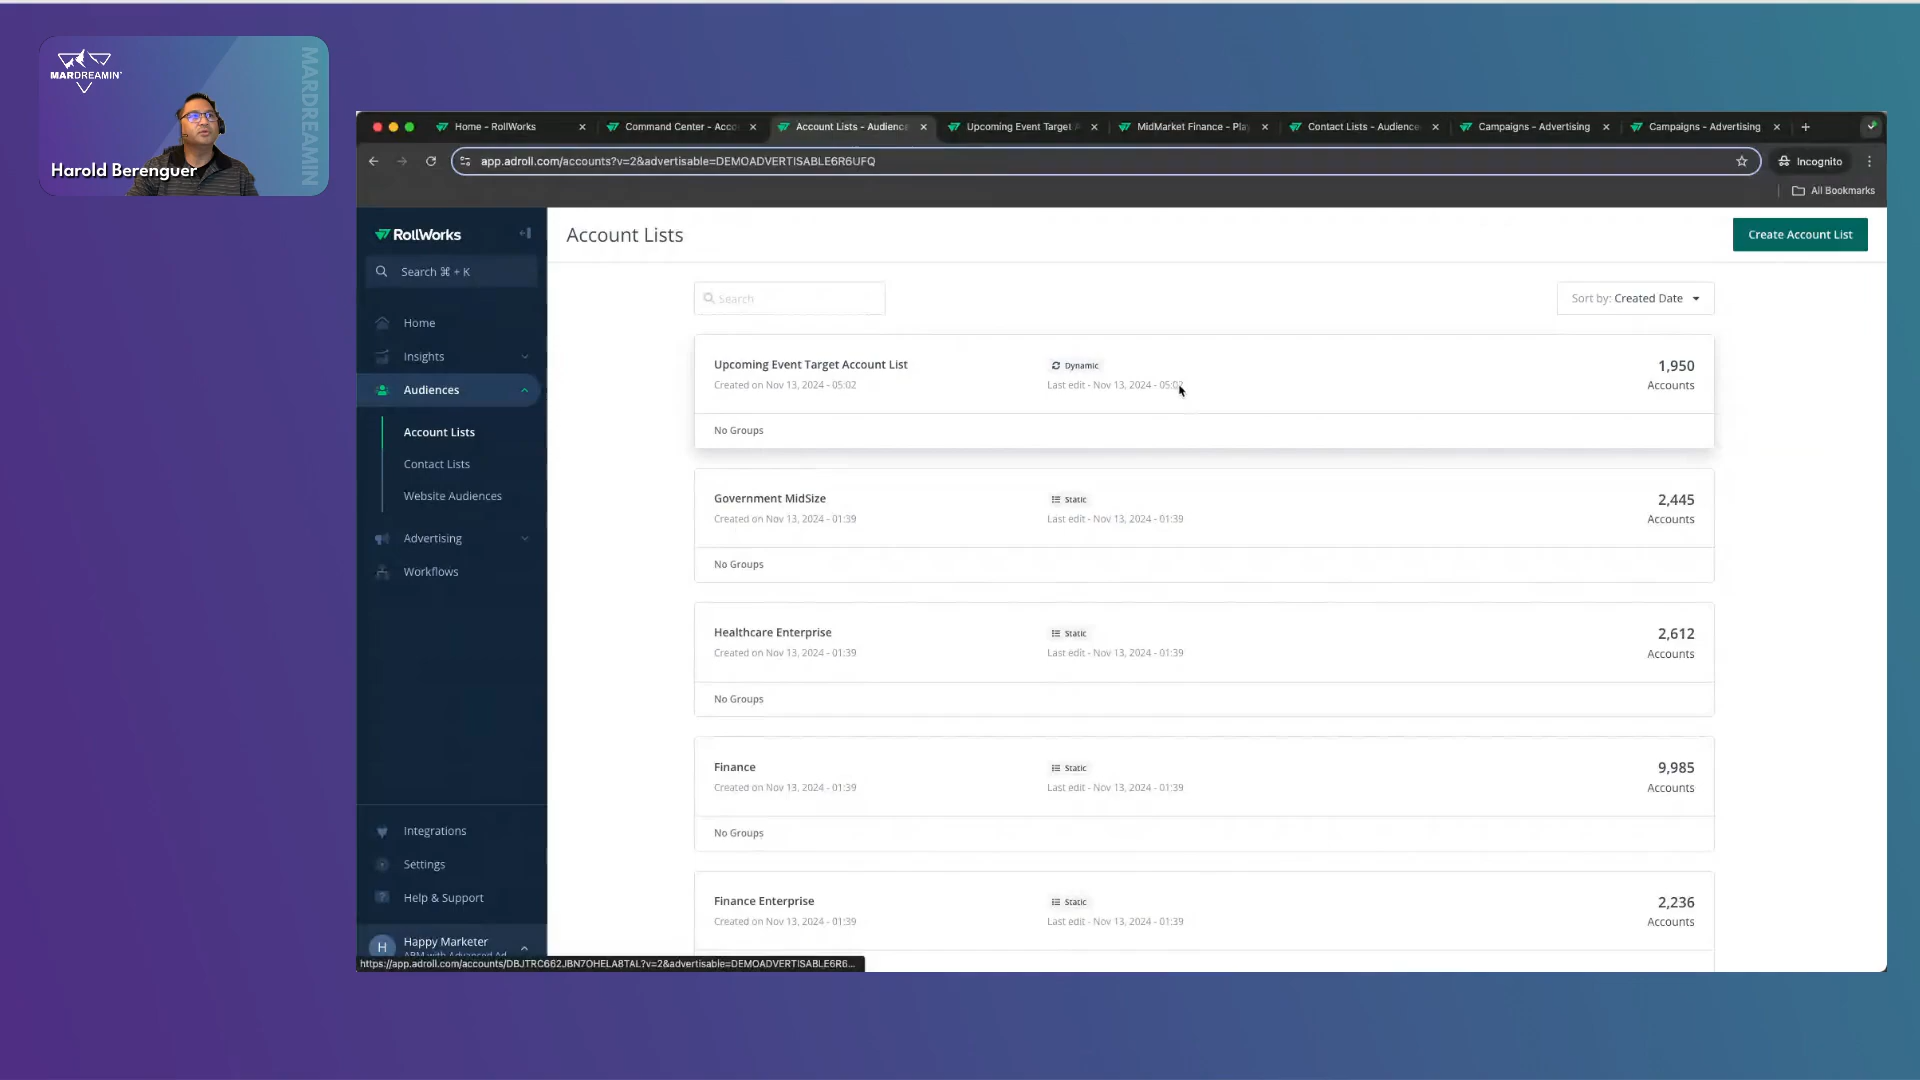 MARDREAMIN'
MARDREAMIN
Harold Berenguer
Home - RollWorks
Command Center - Acco
Account Lists - Audience
Upcoming Event Target A
MidMarket Finance - Pla
Contact Lists - Audience
Campaigns - Advertising
Campaigns - Advertising
app.adroll.com/accounts?v=2&advertisable=DEMOADVERTISABLE6R6UFQ
Incognito
All Bookmarks
RollWorks
Search ⌘ + K
Home
Insights
Audiences
Account Lists
Contact Lists
Website Audiences
Advertising
Workflows
Integrations
Settings
Help & Support
H
Happy Marketer
ABM with Advanced Ad
Account Lists
Create Account List
Search
Sort by: Created Date
Upcoming Event Target Account List
Dynamic
1,950
Created on Nov 13, 2024 - 05:02
Last edit - Nov 13, 2024 - 05:02
Accounts
No Groups
Government MidSize
Static
2,445
Created on Nov 13, 2024 - 01:39
Last edit - Nov 13, 2024 - 01:39
Accounts
No Groups
Healthcare Enterprise
Static
2,612
Created on Nov 13, 2024 - 01:39
Last edit - Nov 13, 2024 - 01:39
Accounts
No Groups
Finance
Static
9,985
Created on Nov 13, 2024 - 01:39
Last edit - Nov 13, 2024 - 01:39
Accounts
No Groups
Finance Enterprise
Static
2,236
Created on Nov 13, 2024 - 01:39
Last edit - Nov 13, 2024 - 01:39
Accounts
https://app.adroll.com/accounts/DBJTRC662JBN7OHELA8TAL?v=2&advertisable=DEMOADVERTISABLE6R6...